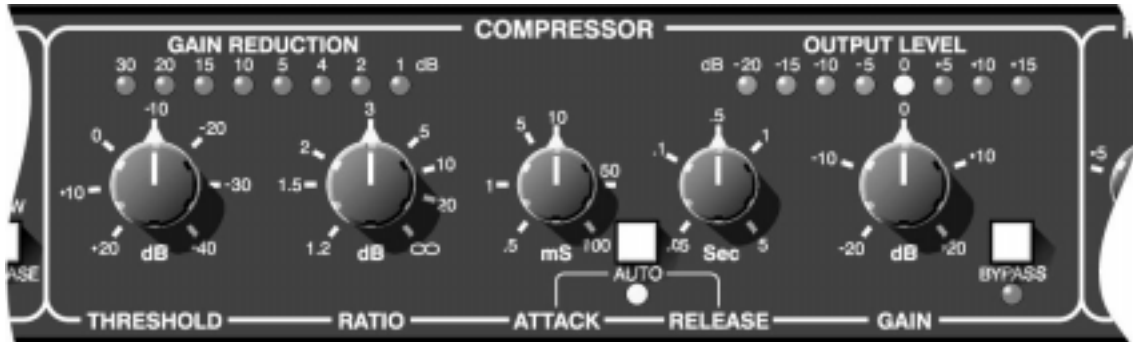 COMPRESSOR
GAIN REDUCTION OUTPUT LEVEL
30 20 15 10 5 4 2 1 dB dB -20 -15 -10 -5 0 +5 +10 +15
-10 3 10 .5 0
0 -20 2 5 5 .1 1
+10 -30 1.5 10 1 50 -10 +10 +5
+20 -40 1.2 20 ∞ .5 100 .05 5 -20 -20
dB dB mS Sec dB
W
ASE AUTO BYPASS
THRESHOLD RATIO ATTACK RELEASE GAIN